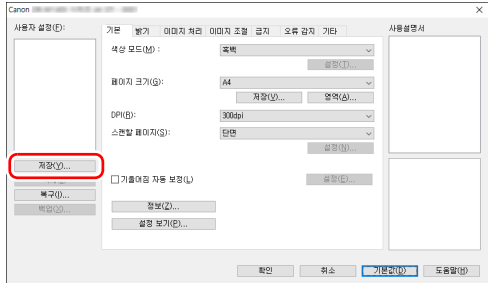 Canon
사용자 설정(F):
저장(Y)...
복구(J)...
백업(X)...
기본 밝기 이미지 처리 이미지 조절 급지 오류 감지 기타
색상 모드(M) : 흑백
설정(T)...
페이지 크기(G): A4
저장(V)... 영역(A)...
DPI(R): 300dpi
스캔할 페이지(S): 단면
설정(N)...
기울어짐 자동 보정(L) 설정(E)...
정보(Z)...
설정 보기(P)...
사용설명서
확인 취소 기본값(D) 도움말(H)